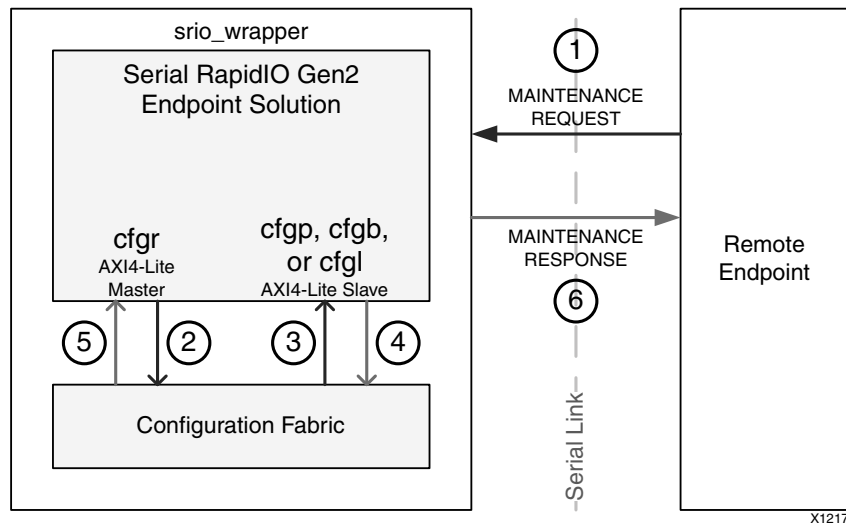 srio_wrapper
Serial RapidIO Gen2
Endpoint Solution
1
MAINTENANCE
REQUEST
cfgr
AXI4-Lite
Master
cfgp, cfgb,
or cfgl
AXI4-Lite Slave
MAINTENANCE
RESPONSE
6
Remote
Endpoint
5
2
3
4
Configuration Fabric
Serial Link
X1217